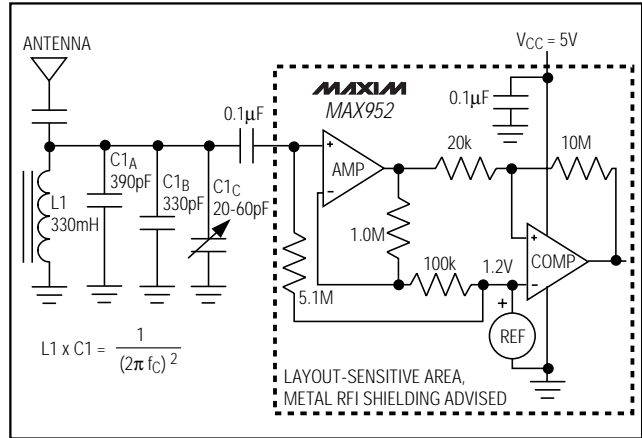 ANTENNA
VCC = 5V
MAXIM
MAX952
0.1µF
0.1µF
20k
10M
AMP
+
−
C1A
390pF
C1B
330pF
C1C
20-60pF
L1
330mH
1.0M
100k
1.2V
+
−
COMP
5.1M
+
REF
L1 x C1 = 1
(2π fC) 2
LAYOUT-SENSITIVE AREA,
METAL RFI SHIELDING ADVISED